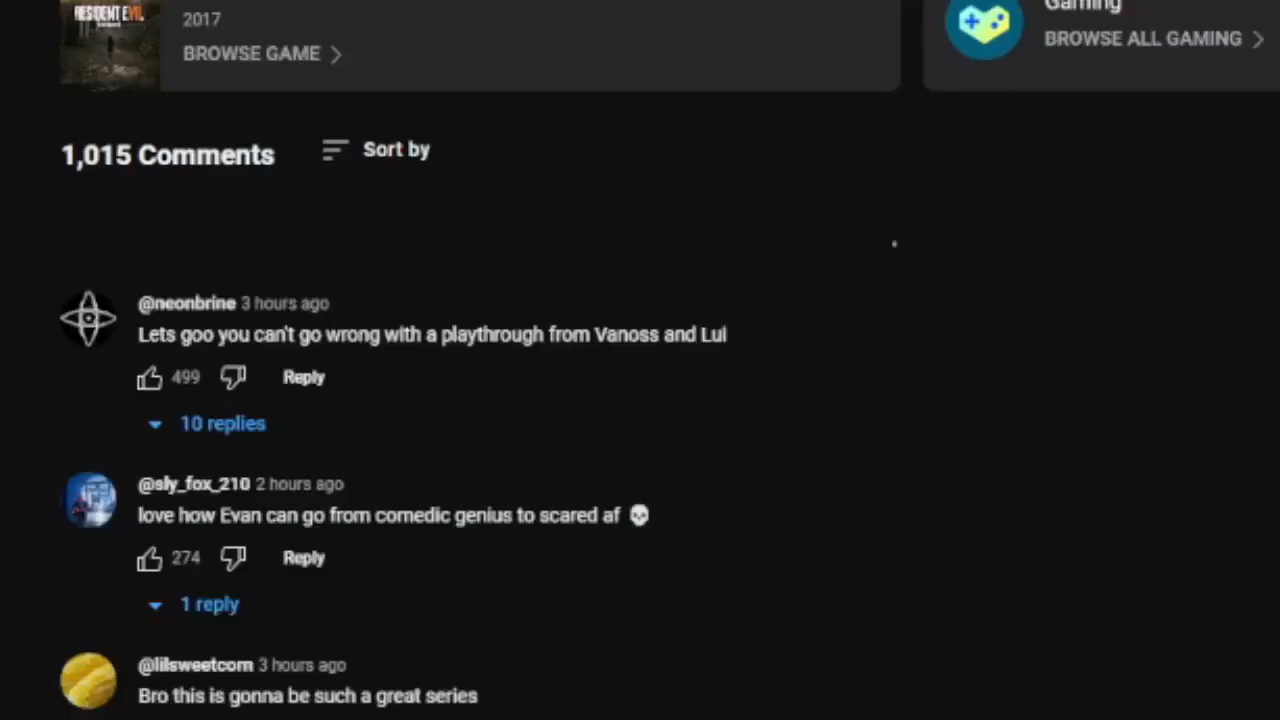 RESIDENT EVIL
2017
BROWSE GAME
Gaming
BROWSE ALL GAMING
1,015 Comments
Sort by
@neonbrine 3 hours ago
Lets goo you can't go wrong with a playthrough from Vanoss and Lui
499
Reply
10 replies
@sly_fox_210 2 hours ago
love how Evan can go from comedic genius to scared af 💀
274
Reply
1 reply
@lilsweetcorn 3 hours ago
Bro this is gonna be such a great series